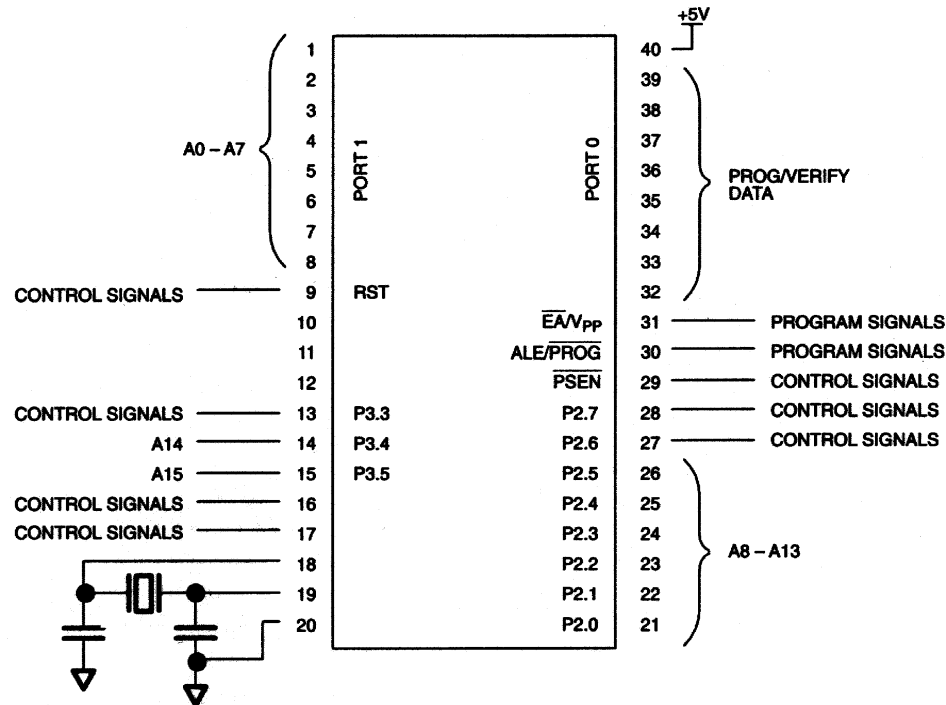 +5V
1 40
2 39
3 38
A0 – A7 4 PORT 1 PORT 0 37
5 36 PROG/VERIFY
6 35 DATA
7 34
8 33
CONTROL SIGNALS 9 RST 32
10 EA/VPP 31 PROGRAM SIGNALS
11 ALE/PROG 30 PROGRAM SIGNALS
12 PSEN 29 CONTROL SIGNALS
CONTROL SIGNALS 13 P3.3 P2.7 28 CONTROL SIGNALS
A14 14 P3.4 P2.6 27 CONTROL SIGNALS
A15 15 P3.5 P2.5 26
CONTROL SIGNALS 16 P2.4 25
CONTROL SIGNALS 17 P2.3 24
18 P2.2 23 A8 – A13
19 P2.1 22
20 P2.0 21